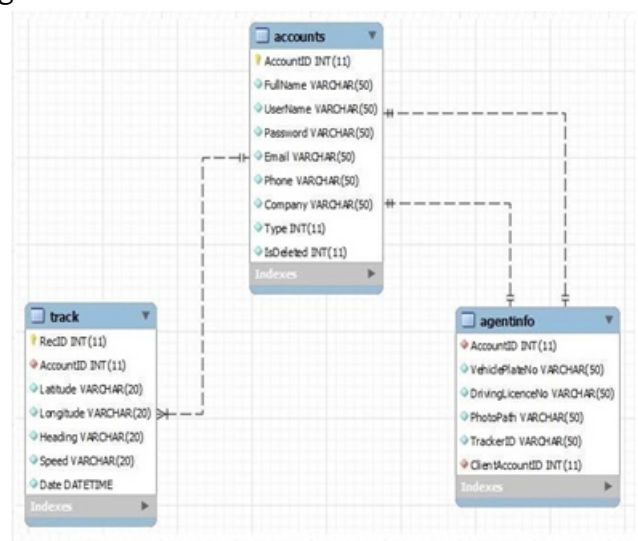 accounts
AccountID INT(11)
FullName VARCHAR(50)
UserName VARCHAR(50)
Password VARCHAR(50)
Email VARCHAR(50)
Phone VARCHAR(50)
Company VARCHAR(50)
Type INT(11)
IsDeleted INT(11)
Indexes
track
RecID INT(11)
AccountID INT(11)
Latitude VARCHAR(20)
Longitude VARCHAR(20)
Heading VARCHAR(20)
Speed VARCHAR(20)
Date DATETIME
Indexes
agentinfo
AccountID INT(11)
VehiclePlateNo VARCHAR(50)
DrivingLicenceNo VARCHAR(50)
PhotoPath VARCHAR(50)
TrackerID VARCHAR(50)
ClientAccountID INT(11)
Indexes